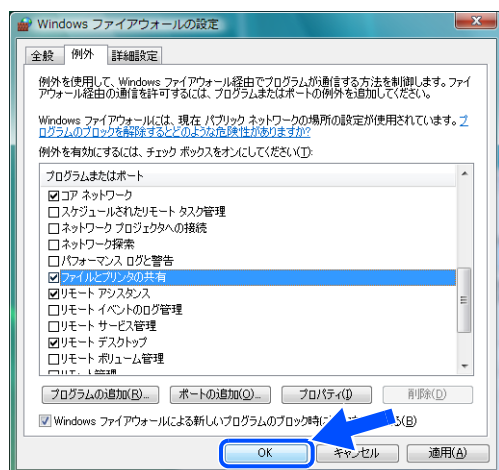 Windows ファイアウォールの設定
全般 例外 詳細設定
例外を使用して、Windows ファイアウォール経由でプログラムが通信する方法を制御します。ファイ
アウォール経由の通信を許可するには、プログラムまたはポートの例外を追加してください。
Windows ファイアウォールには、現在 パブリック ネットワークの場所の設定が使用されています。プ
ログラムのブロックを解除するとどのような危険性がありますか?
例外を有効にするには、チェック ボックスをオンにしてください(T):
プログラムまたはポート
コア ネットワーク
スケジュールされたリモート タスク管理
ネットワーク プロジェクタへの接続
ネットワーク探索
パフォーマンス ログと警告
ファイルとプリンタの共有
リモート アシスタンス
リモート イベントのログ管理
リモート サービス管理
リモート デスクトップ
リモート ボリューム管理
プログラムの追加(R)... ポートの追加(O)... プロパティ(I) 削除(D)
Windows ファイアウォールによる新しいプログラムのブロック時に る(B)
OK キャンセル 適用(A)